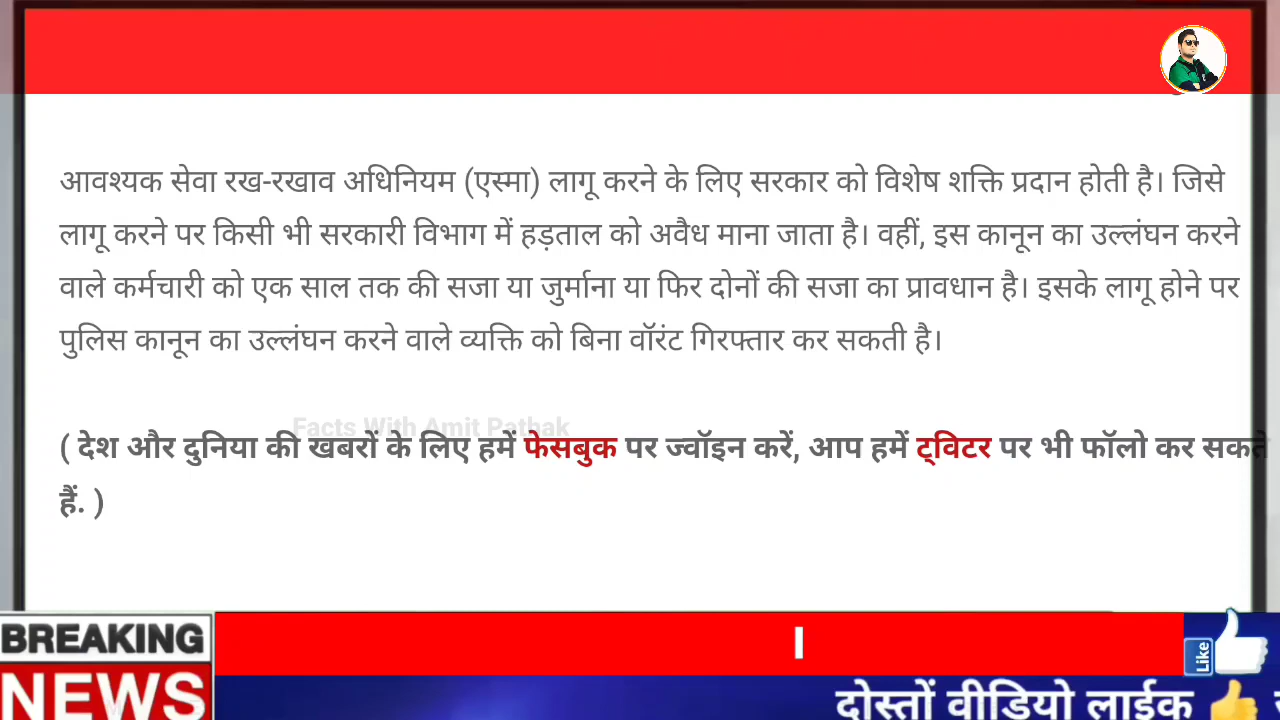 आवश्यक सेवा रख-रखाव अधिनियम (एस्मा) लागू करने के लिए सरकार को विशेष शक्ति प्रदान होती है। जिसे
लागू करने पर किसी भी सरकारी विभाग में हड़ताल को अवैध माना जाता है। वहीं, इस कानून का उल्लंघन करने
वाले कर्मचारी को एक साल तक की सजा या जुर्माना या फिर दोनों की सजा का प्रावधान है। इसके लागू होने पर
पुलिस कानून का उल्लंघन करने वाले व्यक्ति को बिना वॉरंट गिरफ्तार कर सकती है।
Facts With Amit Pathak
( देश और दुनिया की खबरों के लिए हमें फेसबुक पर ज्वॉइन करें, आप हमें ट्विटर पर भी फॉलो कर सकते
हैं. )
BREAKING
NEWS
Like
दोस्तों वीडियो लाईक